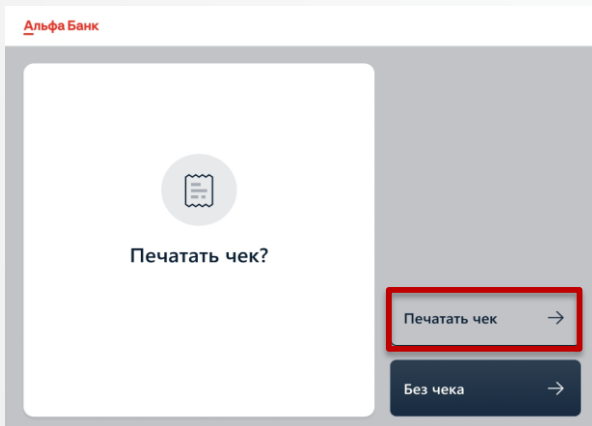 Альфа Банк
Печатать чек?
Печатать чек
Без чека